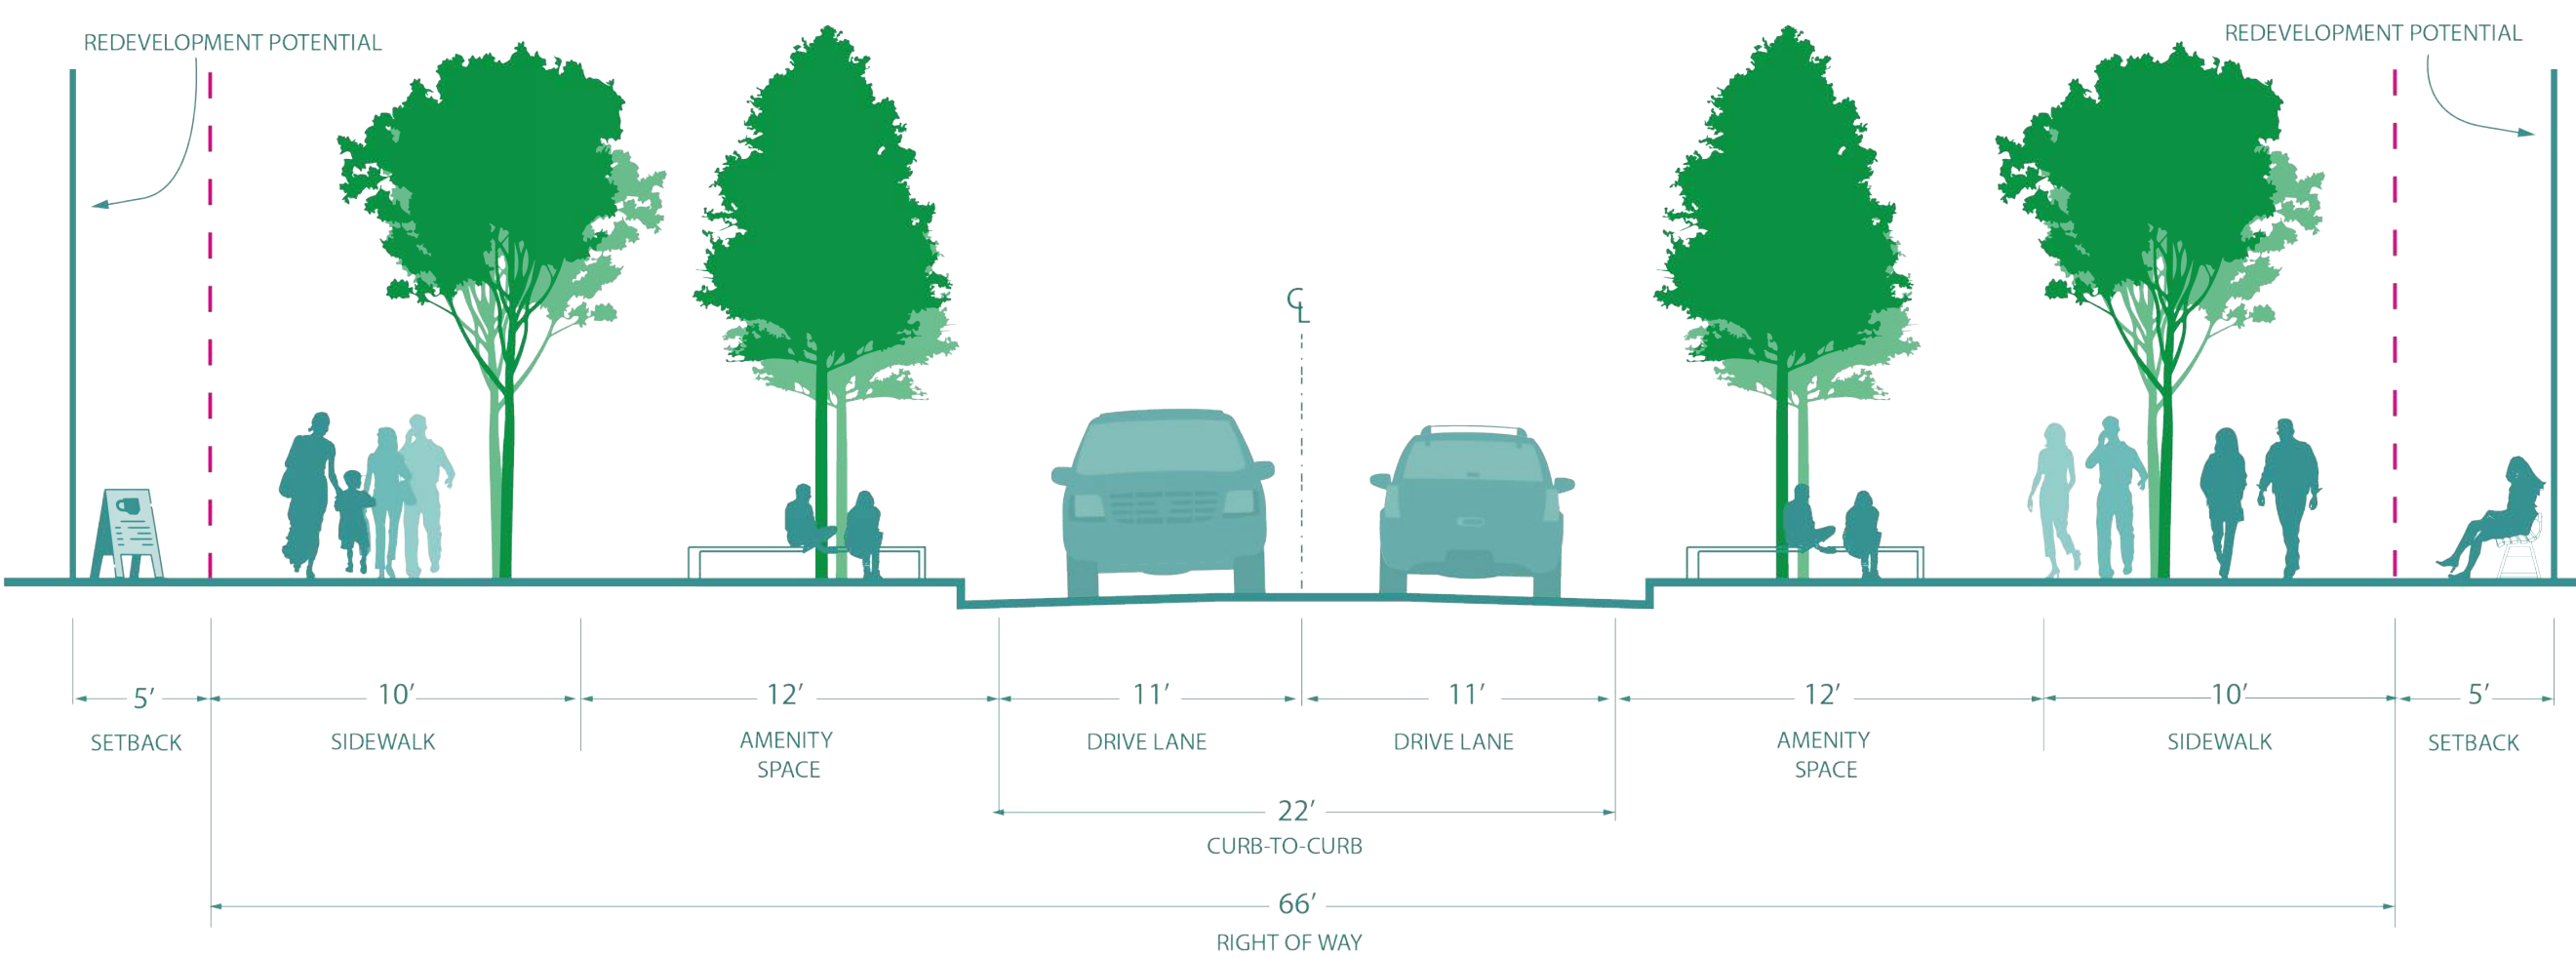 REDEVELOPMENT POTENTIAL
REDEVELOPMENT POTENTIAL
CL
5′ 10′ 12′ 11′ 11′ 12′ 10′ 5′
SETBACK SIDEWALK AMENITY DRIVE LANE DRIVE LANE AMENITY SIDEWALK SETBACK
SPACE SPACE
22′
CURB-TO-CURB
66′
RIGHT OF WAY